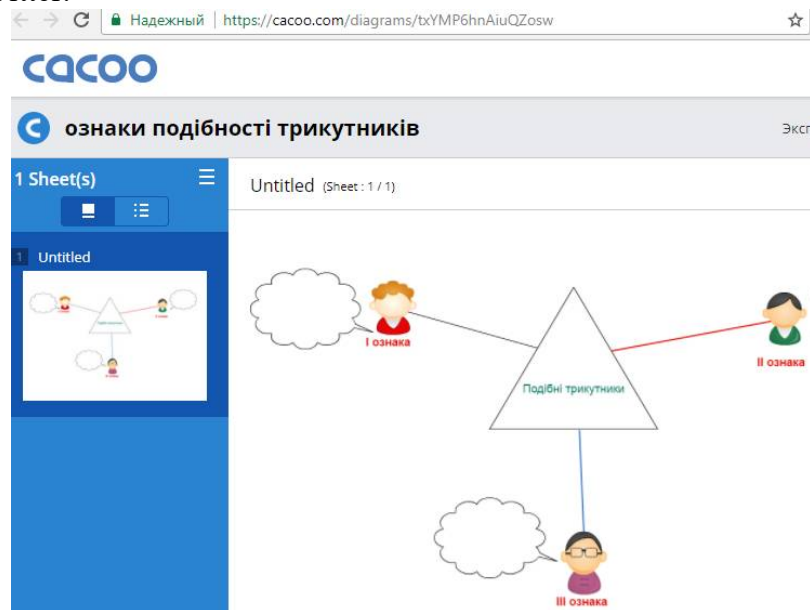 Надежный | https://cacoo.com/diagrams/txYMP6hnAiuQZosw
cacoo
ознаки подібності трикутників
1 Sheet(s)
Untitled (Sheet : 1 / 1)
1 Untitled
I ознака
II ознака
Подібні трикутники
III ознака